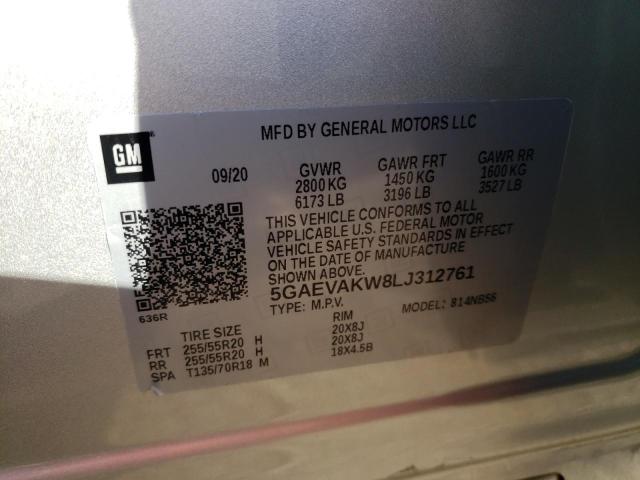 GM
MFD BY GENERAL MOTORS LLC
09/20 GVWR GAWR FRT GAWR RR
2800 KG 1450 KG 1600 KG
6173 LB 3196 LB 3527 LB
THIS VEHICLE CONFORMS TO ALL
APPLICABLE U.S. FEDERAL MOTOR
VEHICLE SAFETY STANDARDS IN EFFECT
ON THE DATE OF MANUFACTURE
SHOWN ABOVE.
5GAEVAKW8LJ312761
TYPE: M.P.V. MODEL: 814NB56
636R
TIRE SIZE RIM
FRT 255/55R20 H 20X8J
RR 255/55R20 H 20X8J
SPA T135/70R18 M 18X4.5B